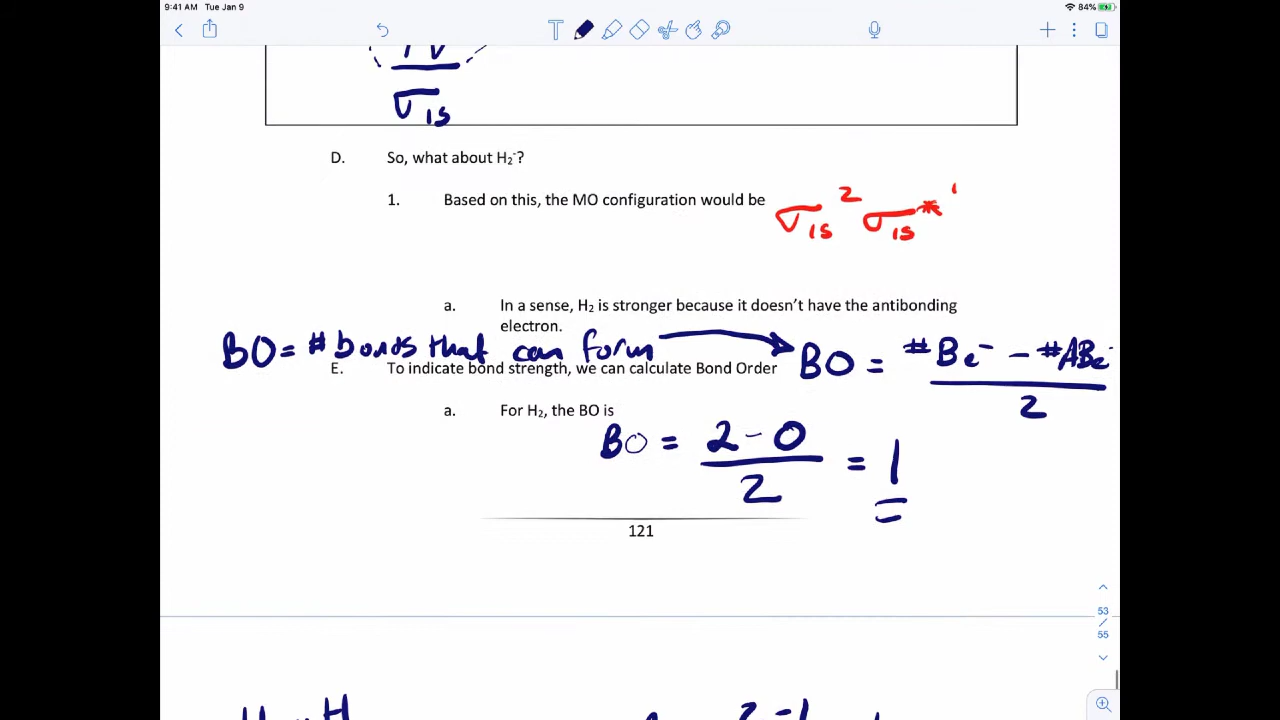 9:41 AM Tue Jan 9
84%
T
σ1s
D. So, what about H₂⁻?
1. Based on this, the MO configuration would be σ1s² σ1s*¹
a. In a sense, H₂ is stronger because it doesn't have the antibonding
electron.
BO = # bonds that can form → BO = #Be⁻ − #ABe⁻ / 2
E. To indicate bond strength, we can calculate Bond Order
a. For H₂, the BO is
BO = 2 - 0 / 2 = 1
121
53
/
55